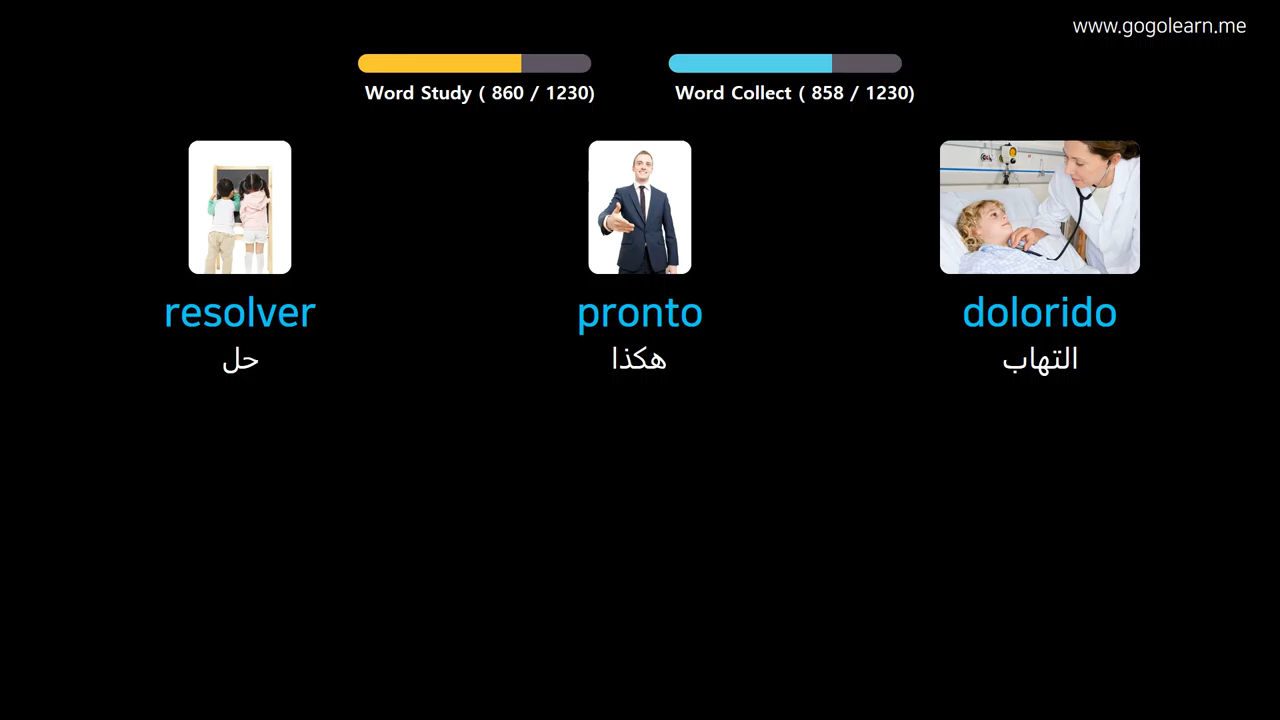 www.gogolearn.me
Word Study ( 860 / 1230)
Word Collect ( 858 / 1230)
resolver
حل
pronto
هكذا
dolorido
التهاب